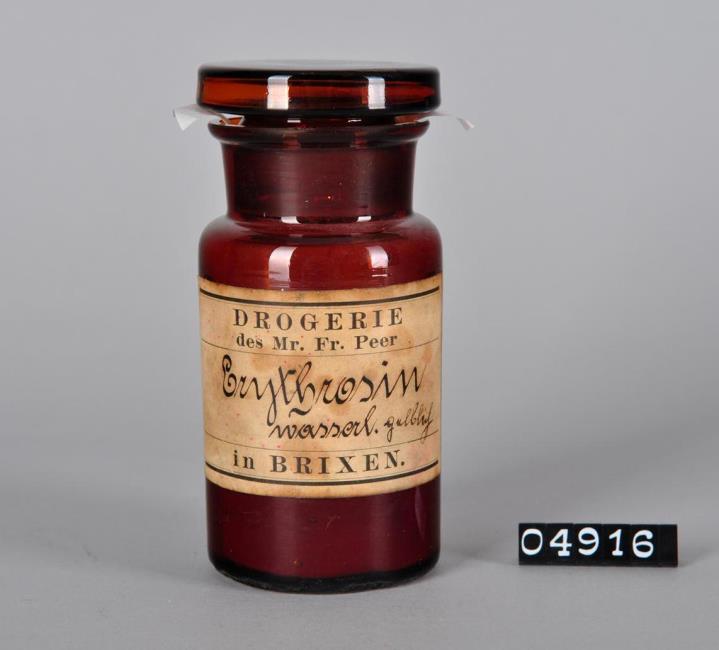 DROGERIE
des Mr. Fr. Peer
Erythrosin
wasserl. gelblich
in BRIXEN.
04916